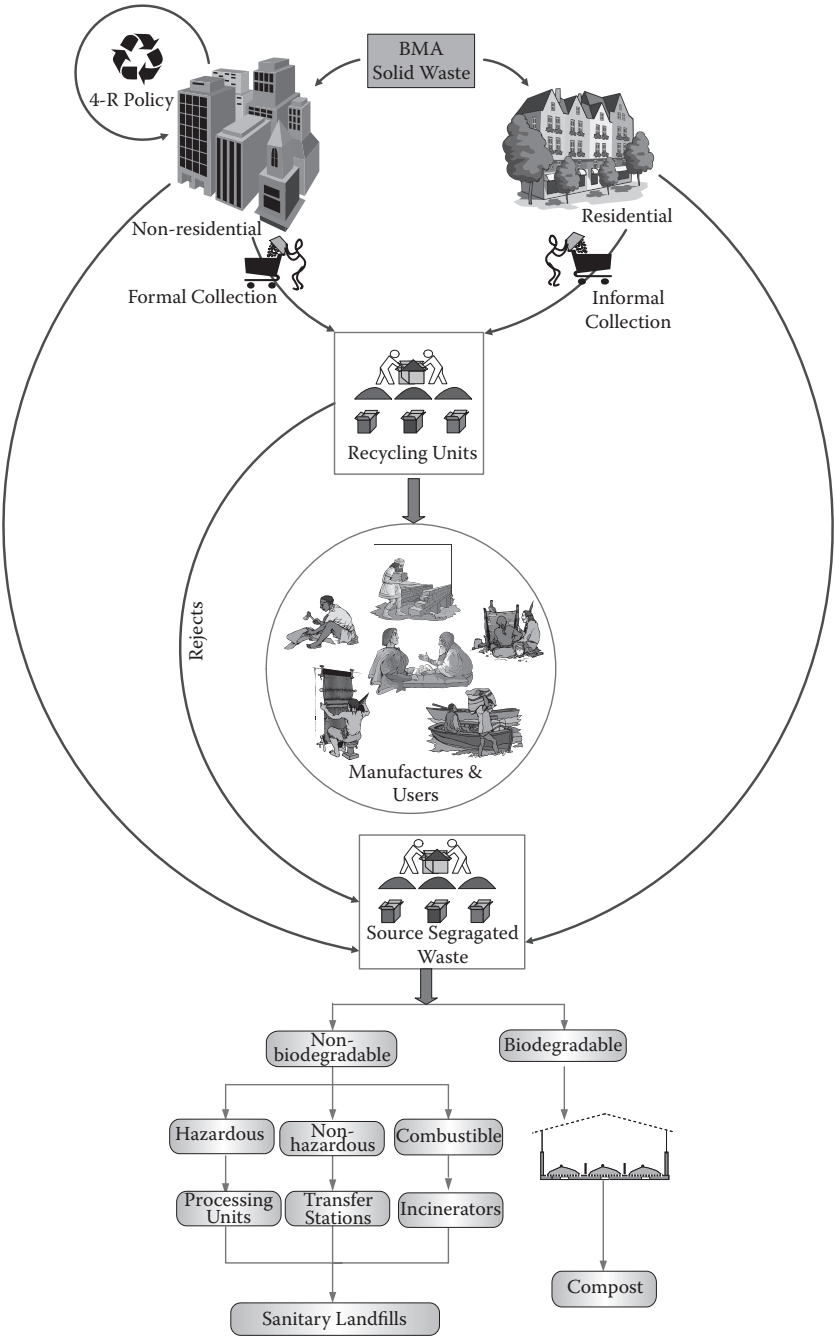 BMA
Solid Waste
4-R Policy
Non-residential
Residential
Formal Collection
Informal
Collection
Recycling Units
Rejects
Manufactures &
Users
Source Segragated
Waste
Non-
biodegradable
Biodegradable
Hazardous
Non-
hazardous
Combustible
Processing
Units
Transfer
Stations
Incinerators
Compost
Sanitary Landfills